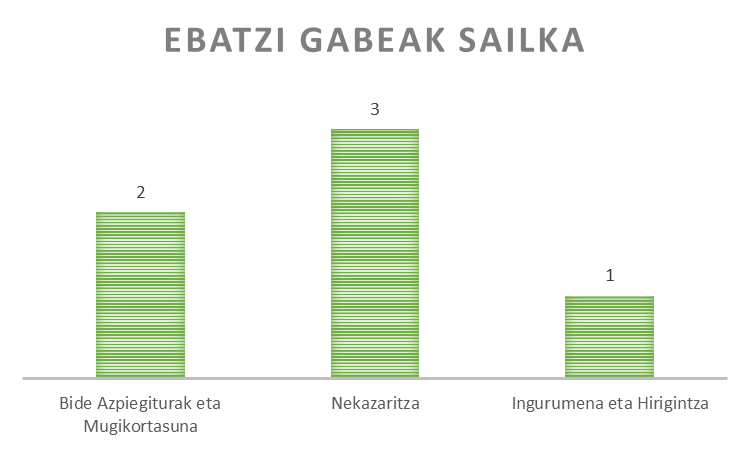 EBATZI GABEAK SAILKA
3
2
1
Bide Azpiegiturak eta
Mugikortasuna
Nekazaritza
Ingurumena eta Hirigintza